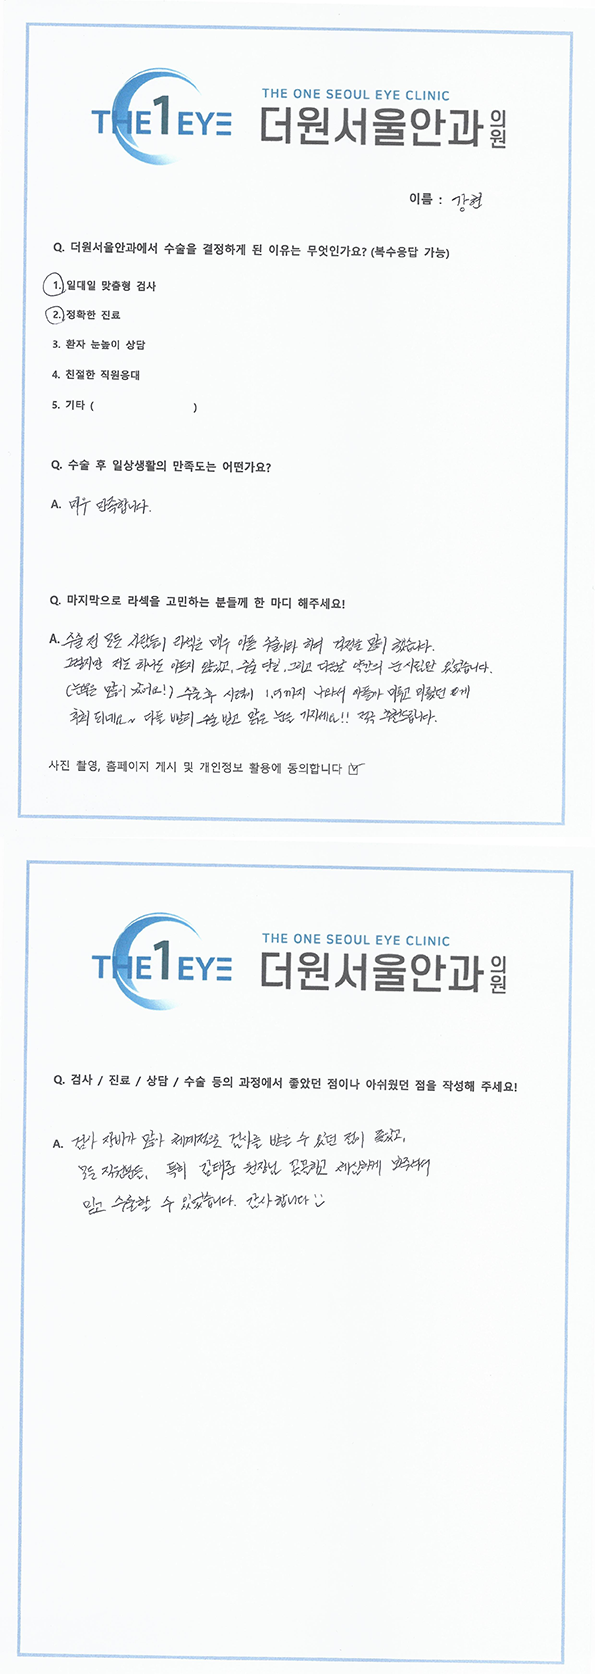 THE 1 EYE
THE ONE SEOUL EYE CLINIC
더원서울안과의원
이름 : 강현
Q. 더원서울안과에서 수술을 결정하게 된 이유는 무엇인가요? (복수응답 가능)
1. 일대일 맞춤형 검사
2. 정확한 진료
3. 환자 눈높이 상담
4. 친절한 직원응대
5. 기타 ( )
Q. 수술 후 일상생활의 만족도는 어떤가요?
A. 매우 만족합니다.
Q. 마지막으로 라섹을 고민하는 분들께 한 마디 해주세요!
A. 수술 전 모든 사람들이 라섹은 매우 아픈 수술이라 하여 걱정을 많이 했습니다.
그렇지만 저는 하나도 아프지 않았고, 수술 당일, 그리고 다음날 약간의 눈시림만 있었습니다.
(눈물은 많이 났어요!) 수술 후 시력이 1.0까지 나와서 아플까 미루고 미뤘던 게
후회 되네요~ 다들 빨리 수술 받고 맑은 눈을 가지세요!! 적극 추천드립니다.
사진 촬영, 홈페이지 게시 및 개인정보 활용에 동의합니다 ☑
THE 1 EYE
THE ONE SEOUL EYE CLINIC
더원서울안과의원
Q. 검사 / 진료 / 상담 / 수술 등의 과정에서 좋았던 점이나 아쉬웠던 점을 작성해 주세요!
A. 검사 장비가 많아 체계적으로 검사를 받을 수 있던 점이 좋았고,
모든 직원분들, 특히 김태준 원장님 꼼꼼하고 세심하게 봐주셔서
믿고 수술할 수 있었습니다. 감사합니다